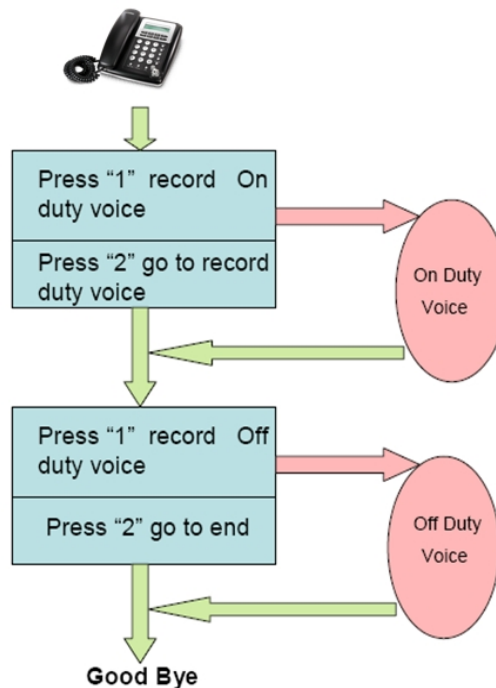 Press “1” record On
duty voice
Press “2” go to record
duty voice
On Duty
Voice
Press “1” record Off
duty voice
Press “2” go to end
Off Duty
Voice
Good Bye